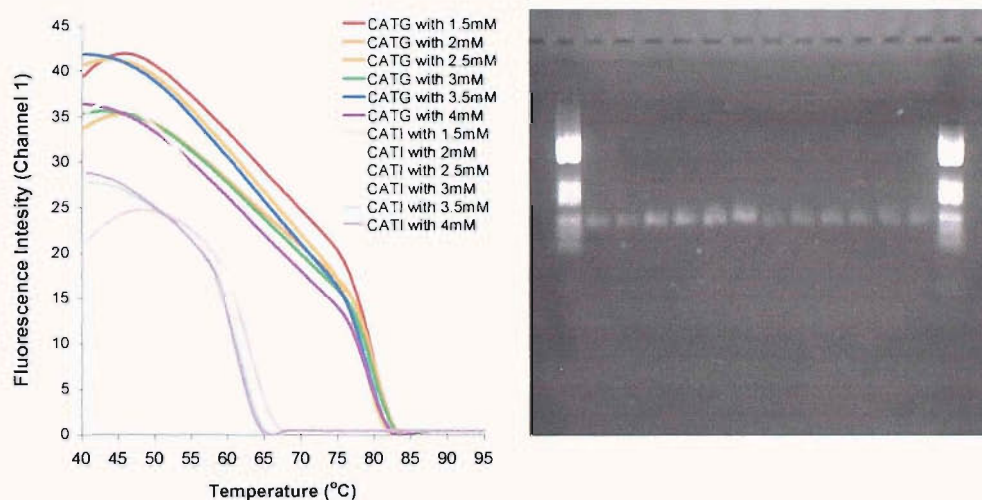 Fluorescence Intesity (Channel 1)
45
40
35
30
25
20
15
10
5
0
40 45 50 55 60 65 70 75 80 85 90 95
Temperature (°C)
CATG with 1.5mM
CATG with 2mM
CATG with 2.5mM
CATG with 3mM
CATG with 3.5mM
CATG with 4mM
CATI with 1.5mM
CATI with 2mM
CATI with 2.5mM
CATI with 3mM
CATI with 3.5mM
CATI with 4mM